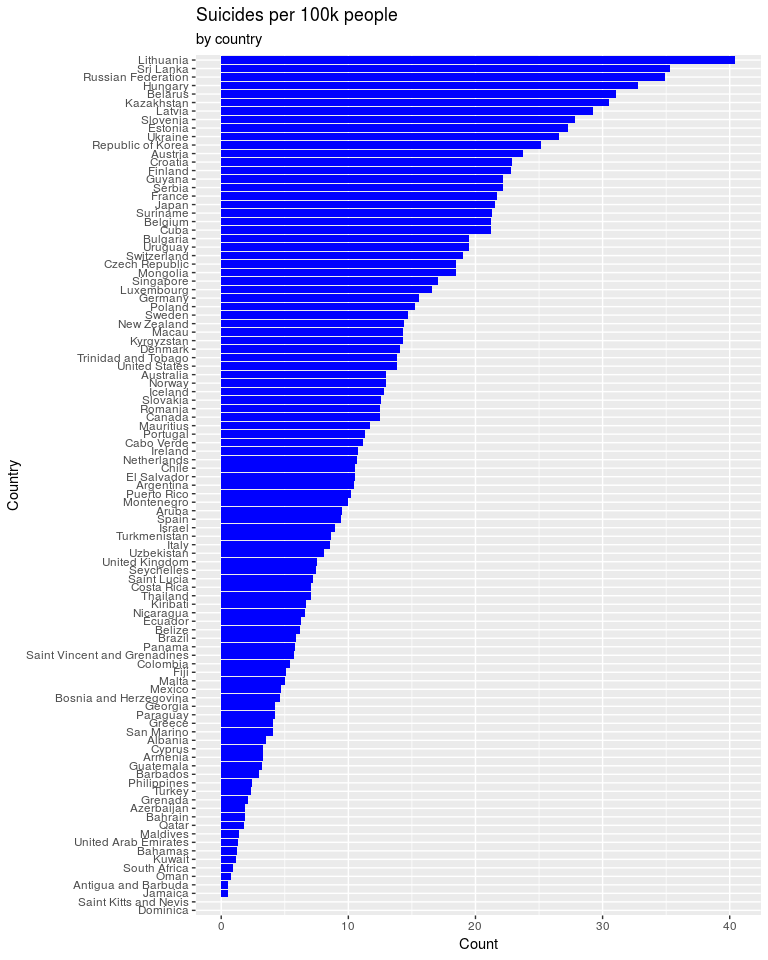 Suicides per 100k people
by country
Lithuania
Sri Lanka
Russian Federation
Hungary
Belarus
Kazakhstan
Latvia
Slovenia
Estonia
Ukraine
Republic of Korea
Austria
Croatia
Finland
Guyana
Serbia
France
Japan
Suriname
Belgium
Cuba
Bulgaria
Uruguay
Switzerland
Czech Republic
Mongolia
Singapore
Luxembourg
Germany
Poland
Sweden
New Zealand
Macau
Kyrgyzstan
Denmark
Trinidad and Tobago
United States
Australia
Norway
Iceland
Slovakia
Romania
Canada
Mauritius
Portugal
Cabo Verde
Ireland
Netherlands
Chile
El Salvador
Argentina
Puerto Rico
Montenegro
Aruba
Spain
Israel
Turkmenistan
Italy
Uzbekistan
United Kingdom
Seychelles
Saint Lucia
Costa Rica
Thailand
Kiribati
Nicaragua
Ecuador
Belize
Brazil
Panama
Saint Vincent and Grenadines
Colombia
Fiji
Malta
Mexico
Bosnia and Herzegovina
Georgia
Paraguay
Greece
San Marino
Albania
Cyprus
Armenia
Guatemala
Barbados
Philippines
Turkey
Grenada
Azerbaijan
Bahrain
Qatar
Maldives
United Arab Emirates
Bahamas
Kuwait
South Africa
Oman
Antigua and Barbuda
Jamaica
Saint Kitts and Nevis
Dominica
Country
0 10 20 30 40
Count